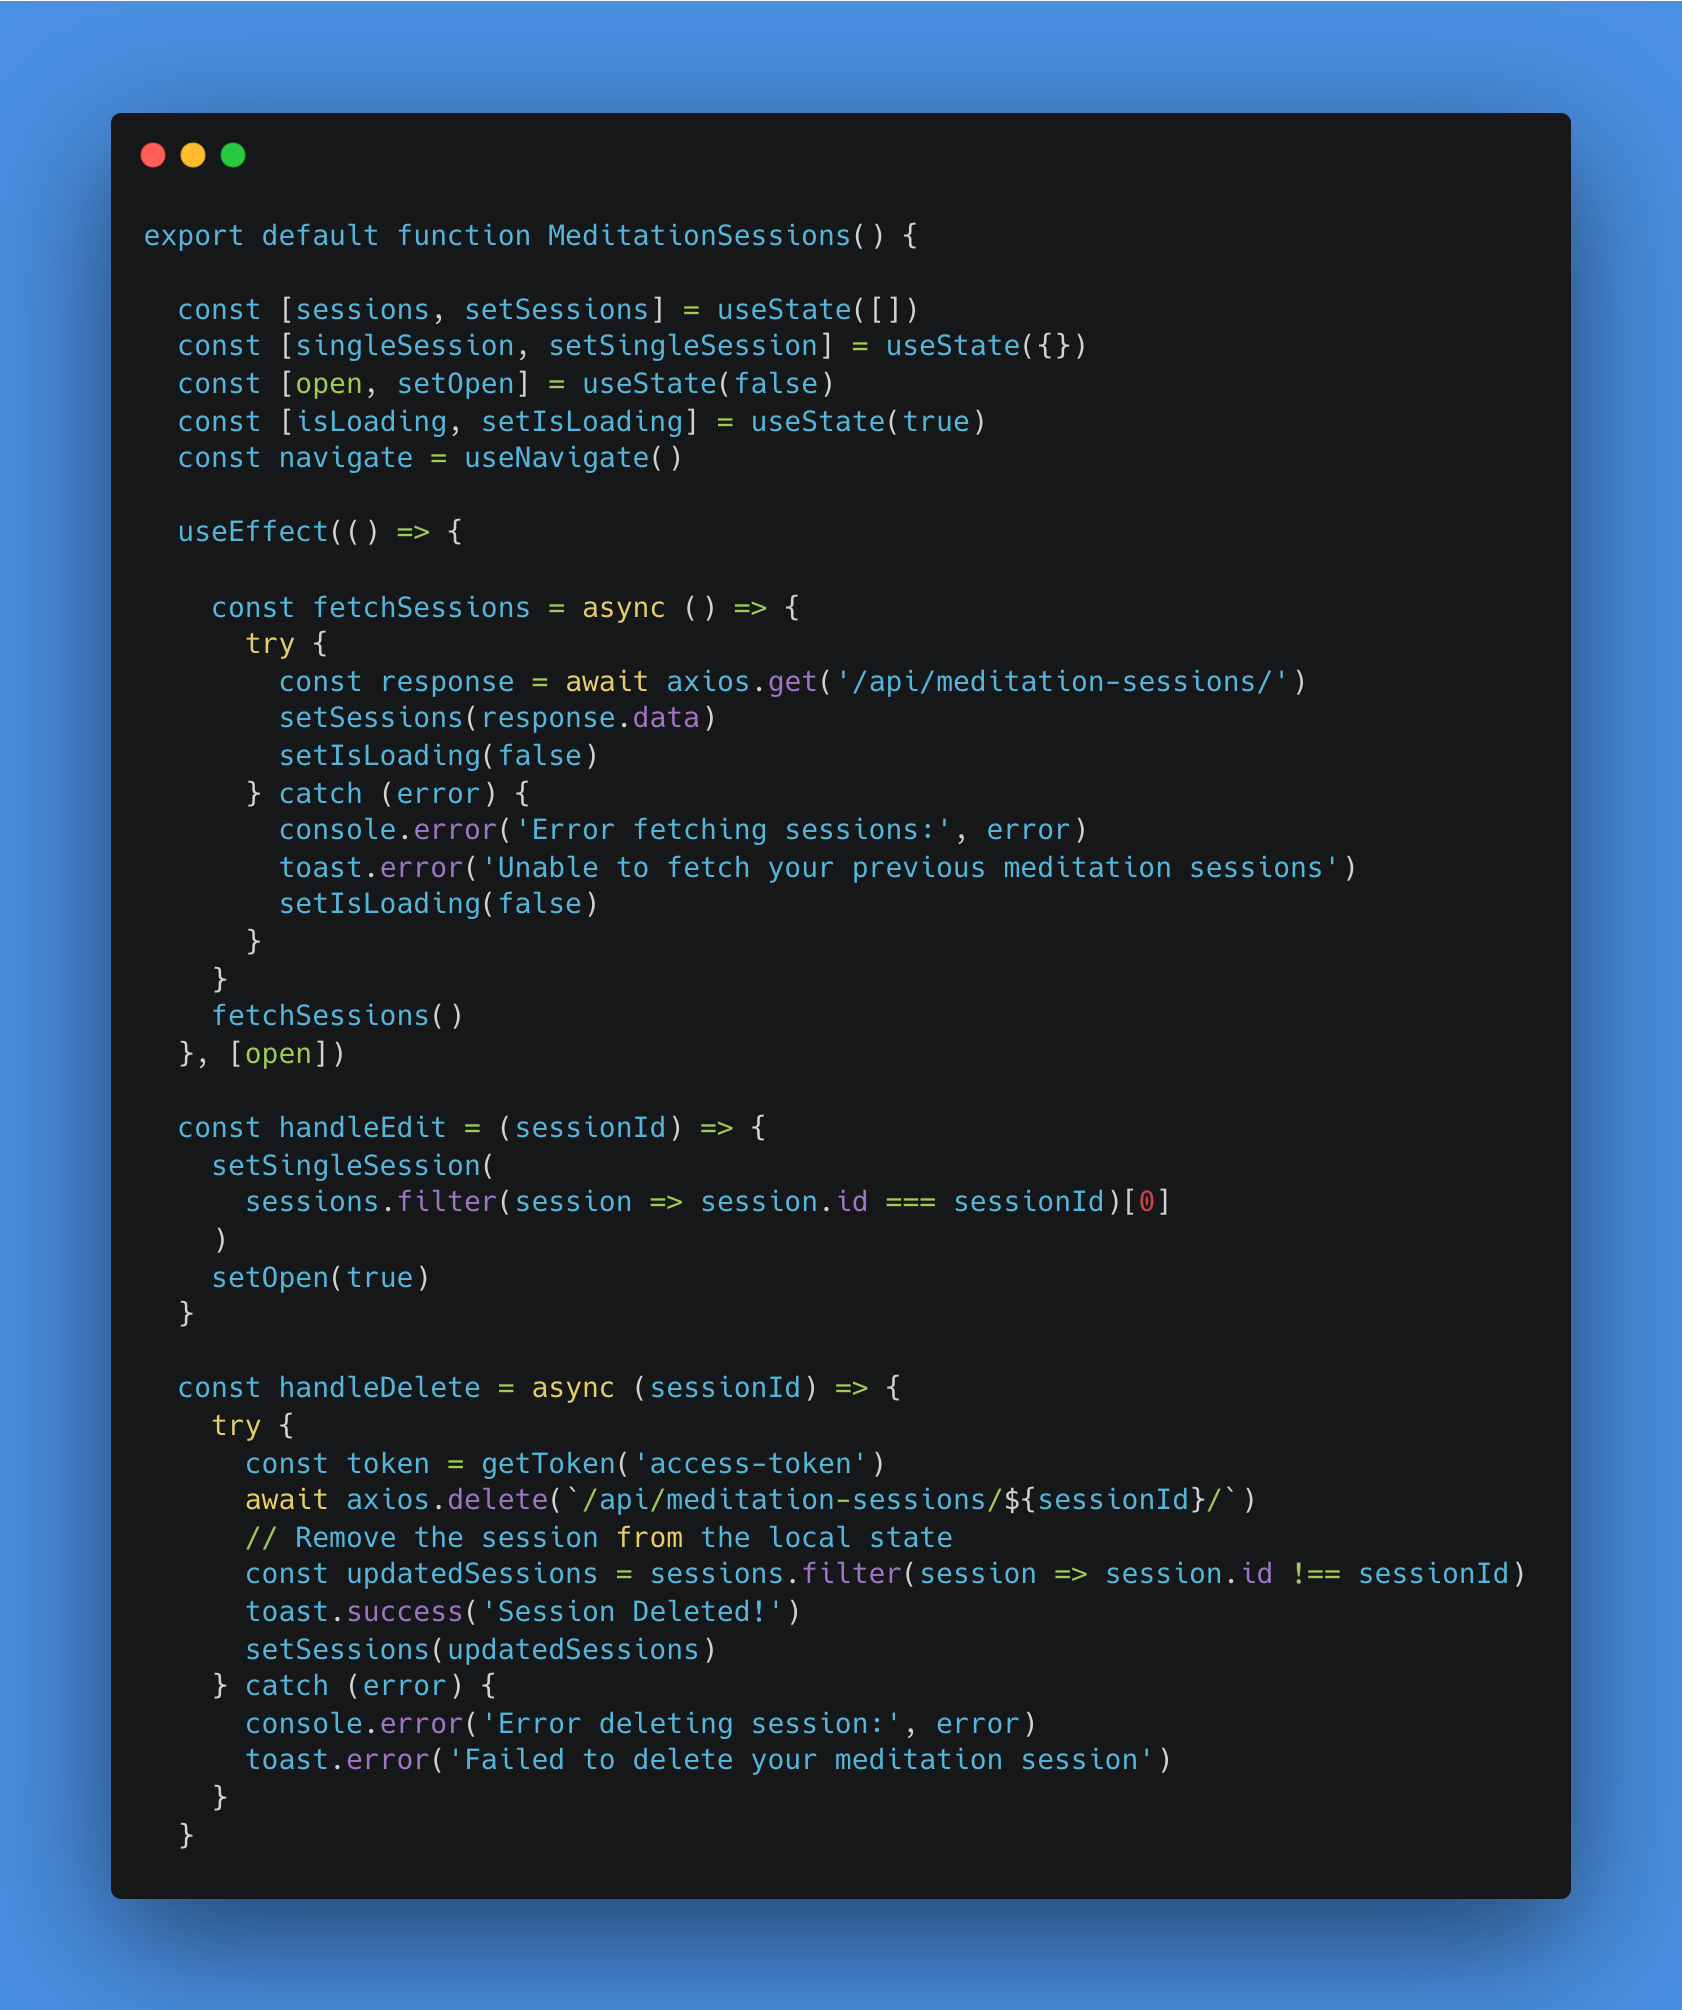 export default function MeditationSessions() {

  const [sessions, setSessions] = useState([])
  const [singleSession, setSingleSession] = useState({})
  const [open, setOpen] = useState(false)
  const [isLoading, setIsLoading] = useState(true)
  const navigate = useNavigate()

  useEffect(() => {

    const fetchSessions = async () => {
      try {
        const response = await axios.get('/api/meditation-sessions/')
        setSessions(response.data)
        setIsLoading(false)
      } catch (error) {
        console.error('Error fetching sessions:', error)
        toast.error('Unable to fetch your previous meditation sessions')
        setIsLoading(false)
      }
    }
    fetchSessions()
  }, [open])

  const handleEdit = (sessionId) => {
    setSingleSession(
      sessions.filter(session => session.id === sessionId)[0]
    )
    setOpen(true)
  }

  const handleDelete = async (sessionId) => {
    try {
      const token = getToken('access-token')
      await axios.delete(`/api/meditation-sessions/${sessionId}/`)
      // Remove the session from the local state
      const updatedSessions = sessions.filter(session => session.id !== sessionId)
      toast.success('Session Deleted!')
      setSessions(updatedSessions)
    } catch (error) {
      console.error('Error deleting session:', error)
      toast.error('Failed to delete your meditation session')
    }
  }